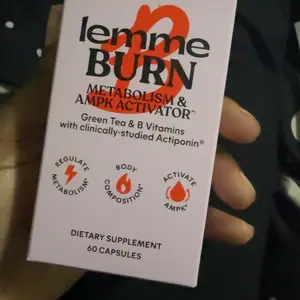 lemme
BURN
METABOLISM &
AMPK ACTIVATOR*
Green Tea & B Vitamins
with clinically-studied Actiponin®
REGULATE
METABOLISM*
BODY
COMPOSITION*
ACTIVATE
AMPK*
DIETARY SUPPLEMENT
60 CAPSULES